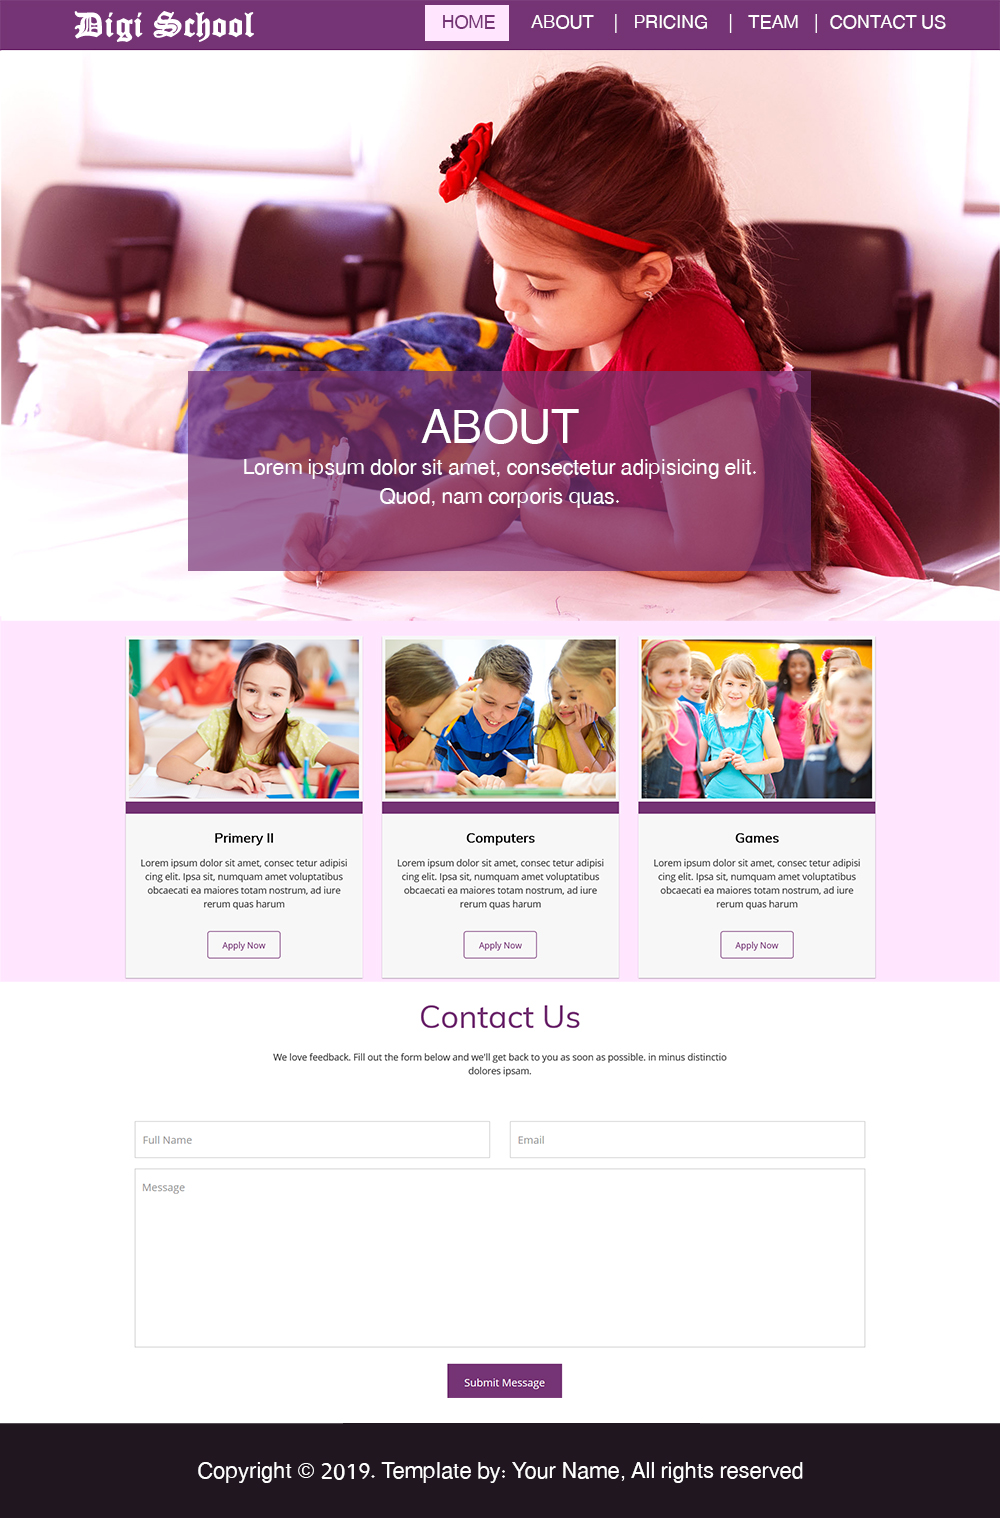 Digi School
HOME ABOUT | PRICING | TEAM | CONTACT US
ABOUT
Lorem ipsum dolor sit amet, consectetur adipisicing elit.
Quod, nam corporis quas.
Primery II
Lorem ipsum dolor sit amet, consec tetur adipisi
cing elit. Ipsa sit, numquam amet voluptatibus
obcaecati ea maiores totam nostrum, ad iure
rerum quas harum
Apply Now
Computers
Lorem ipsum dolor sit amet, consec tetur adipisi
cing elit. Ipsa sit, numquam amet voluptatibus
obcaecati ea maiores totam nostrum, ad iure
rerum quas harum
Apply Now
Games
Lorem ipsum dolor sit amet, consec tetur adipisi
cing elit. Ipsa sit, numquam amet voluptatibus
obcaecati ea maiores totam nostrum, ad iure
rerum quas harum
Apply Now
Contact Us
We love feedback. Fill out the form below and we'll get back to you as soon as possible. in minus distinctio
dolores ipsam.
Full Name
Email
Message
Submit Message
Copyright © 2019. Template by: Your Name, All rights reserved